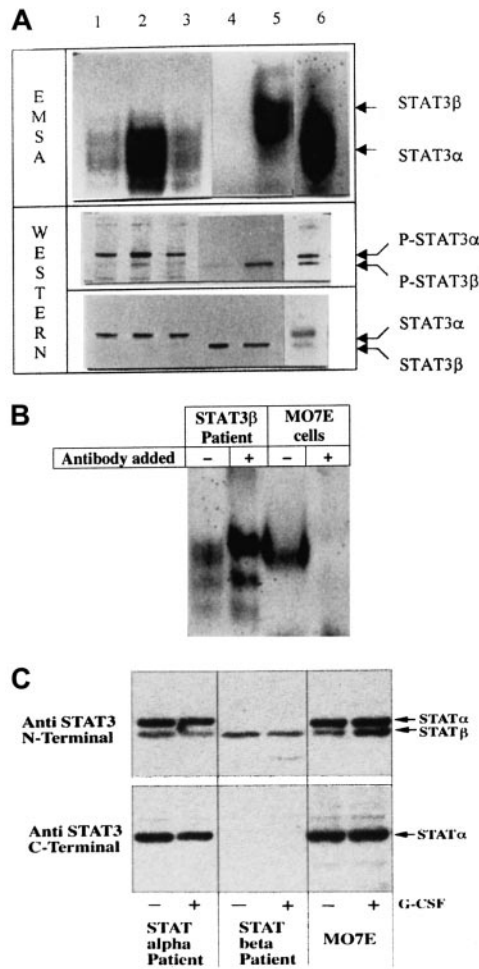 A
1 2 3 4 5 6
E
M
S
A
STAT3β
STAT3α
W
E
S
T
E
R
N
P-STAT3α
P-STAT3β
STAT3α
STAT3β
B
STAT3β
Patient
MO7E
cells
Antibody added
– + – +
C
Anti STAT3
N-Terminal
STATα
STATβ
Anti STAT3
C-Terminal
STATα
– + – + – + G-CSF
STAT
alpha
Patient
STAT
beta
Patient
MO7E